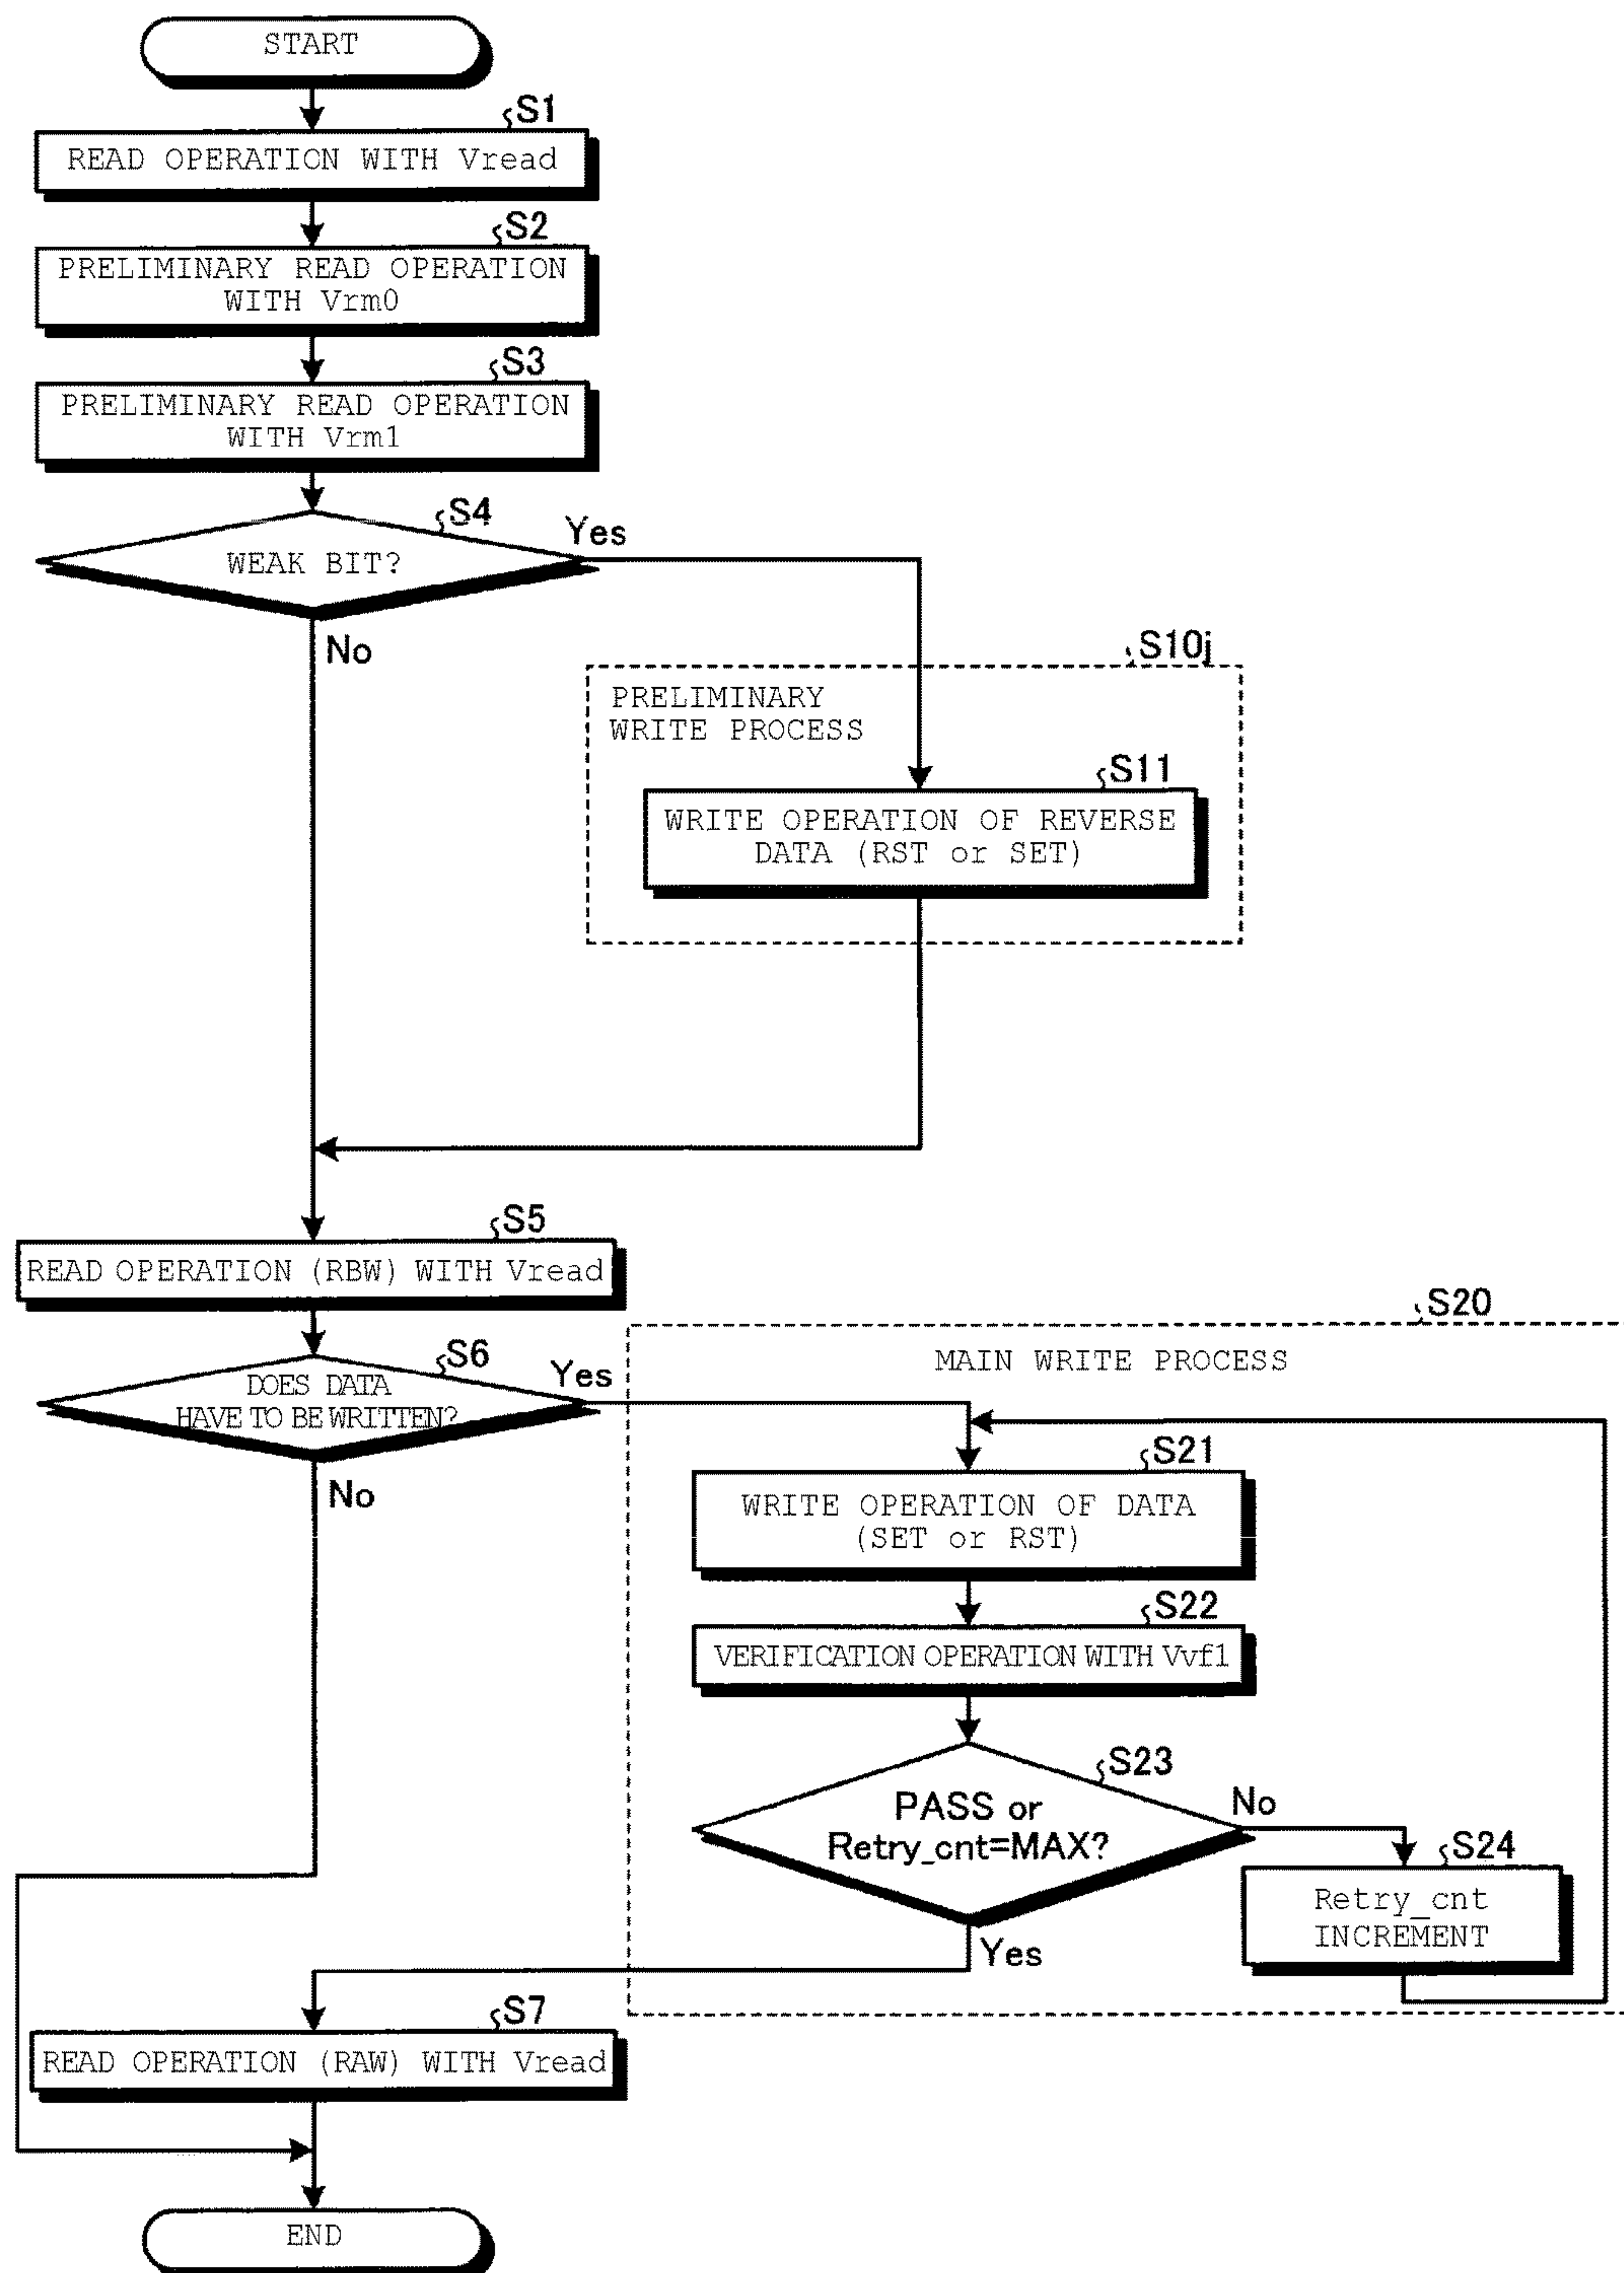 START
S1
READ OPERATION WITH Vread
S2
PRELIMINARY READ OPERATION
WITH Vrm0
S3
PRELIMINARY READ OPERATION
WITH Vrm1
S4
WEAK BIT?
Yes
No
S10j
PRELIMINARY
WRITE PROCESS
S11
WRITE OPERATION OF REVERSE
DATA (RST or SET)
S5
READ OPERATION (RBW) WITH Vread
S6
DOES DATA
HAVE TO BE WRITTEN?
Yes
No
S20
MAIN WRITE PROCESS
S21
WRITE OPERATION OF DATA
(SET or RST)
S22
VERIFICATION OPERATION WITH Vvf1
S23
PASS or
Retry_cnt=MAX?
No
Yes
S24
Retry_cnt
INCREMENT
S7
READ OPERATION (RAW) WITH Vread
END